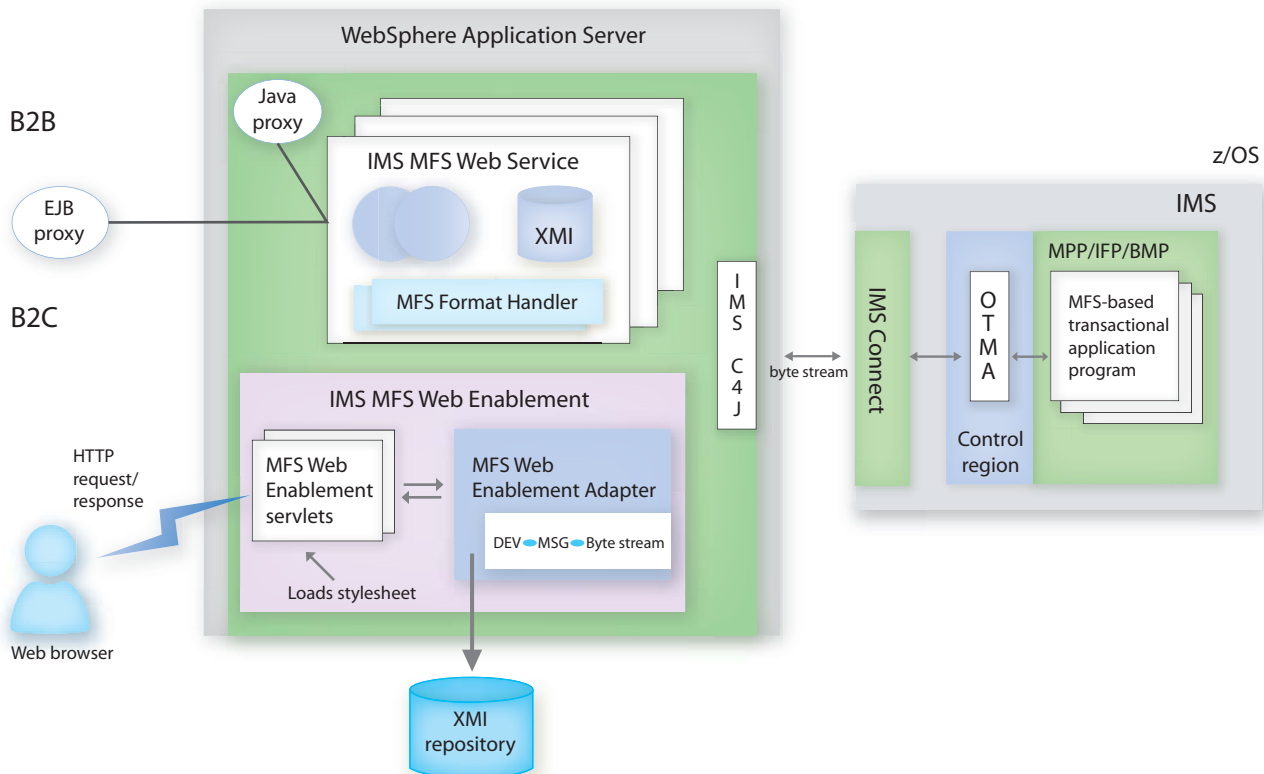 WebSphere Application Server
B2B
Java
proxy
IMS MFS Web Service
XMI
MFS Format Handler
EJB
proxy
B2C
IMS MFS Web Enablement
MFS Web
Enablement
servlets
MFS Web
Enablement Adapter
DEV MSG Byte stream
Loads stylesheet
HTTP
request/
response
Web browser
XMI
repository
I
M
S
C
4
J
byte stream
z/OS
IMS
IMS Connect
O
T
M
A
Control
region
MPP/IFP/BMP
MFS-based
transactional
application
program